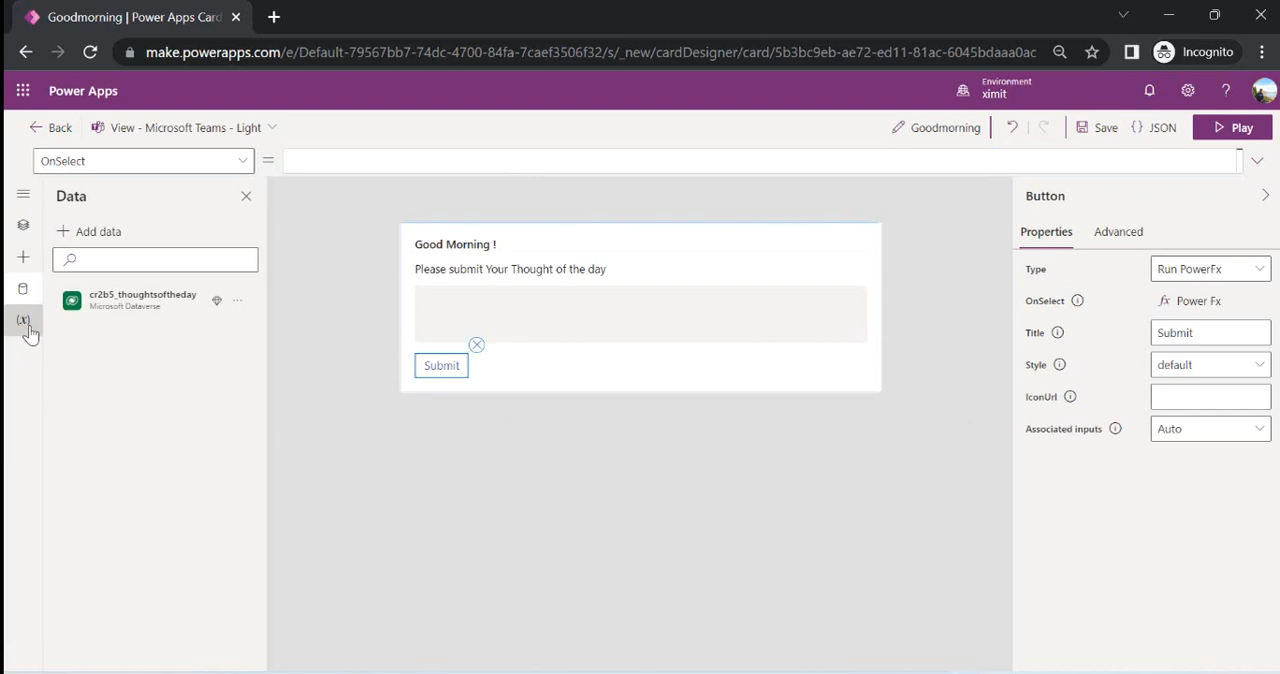 Goodmorning | Power Apps Card
make.powerapps.com/e/Default-79567bb7-74dc-4700-84fa-7caef3506f32/s/_new/cardDesigner/card/5b3bc9eb-ae72-ed11-81ac-6045bdaaa0ac
Incognito
Power Apps
Environment
ximit
Back
View - Microsoft Teams - Light
Goodmorning
Save
{} JSON
Play
OnSelect
=
Data
Add data
cr2b5_thoughtsoftheday
Microsoft Dataverse
...
(x)
Good Morning !
Please submit Your Thought of the day
Submit
Button
Properties
Advanced
Type
Run PowerFx
OnSelect
fx Power Fx
Title
Submit
Style
default
IconUrl
Associated inputs
Auto